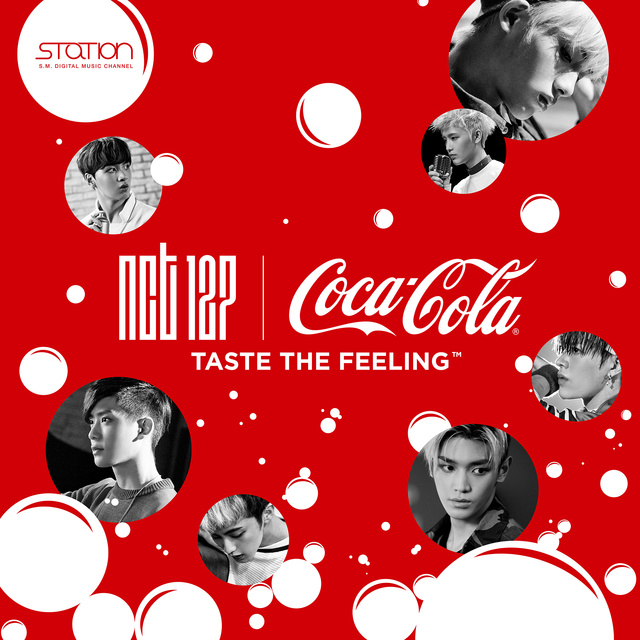 STATION
S.M. DIGITAL MUSIC CHANNEL
nct 127
Coca-Cola®
TASTE THE FEELING™